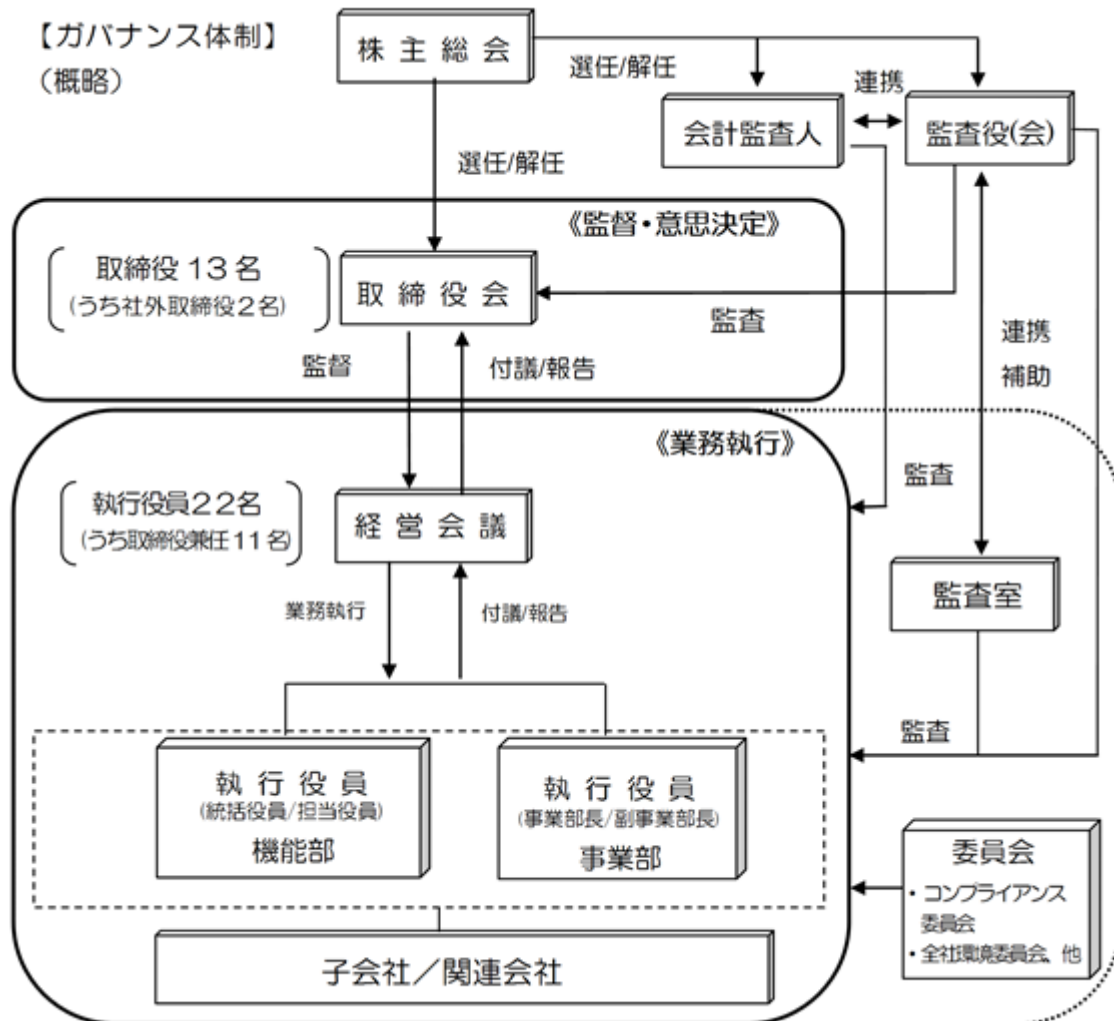 【ガバナンス体制】
（概略）
株主総会
選任/解任
連携
会計監査人
監査役(会)
選任/解任
《監督・意思決定》
取締役13名
(うち社外取締役2名)
取締役会
監査
監督
付議/報告
連携
補助
《業務執行》
執行役員22名
(うち取締役兼任11名)
経営会議
監査
監査室
業務執行
付議/報告
監査
執行役員
(統括役員/担当役員)
機能部
執行役員
(事業部長/副事業部長)
事業部
委員会
・コンプライアンス
委員会
・全社環境委員会、他
子会社／関連会社